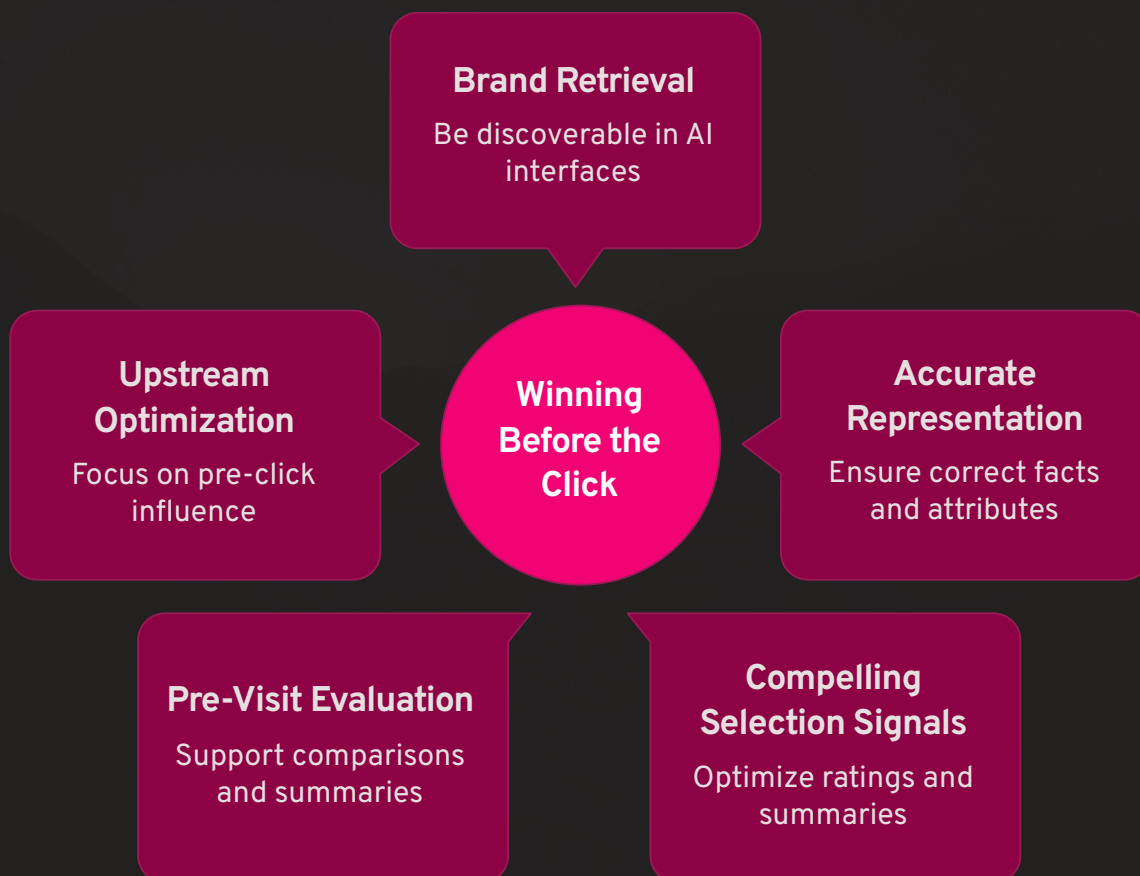 Brand Retrieval
Be discoverable in AI
interfaces
Upstream
Optimization
Focus on pre-click
influence
Winning
Before the
Click
Accurate
Representation
Ensure correct facts
and attributes
Pre-Visit Evaluation
Support comparisons
and summaries
Compelling
Selection Signals
Optimize ratings and
summaries